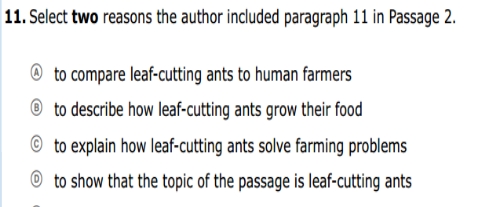 11. Select two reasons the author included paragraph 11 in Passage 2.
A to compare leaf-cutting ants to human farmers
B to describe how leaf-cutting ants grow their food
C to explain how leaf-cutting ants solve farming problems
D to show that the topic of the passage is leaf-cutting ants